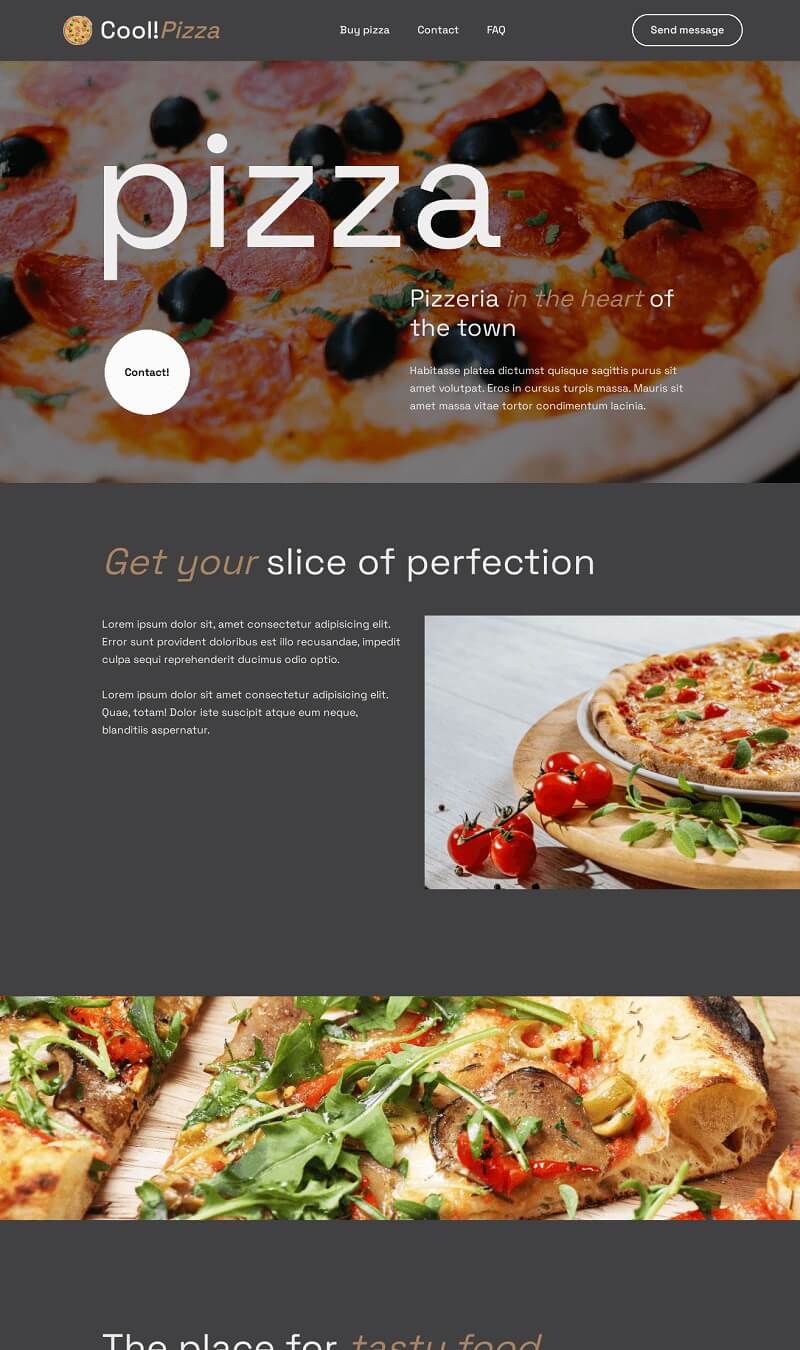 Cool!Pizza
Buy pizza Contact FAQ
Send message
pizza
Pizzeria in the heart of
the town
Contact!
Habitasse platea dictumst quisque sagittis purus sit
amet volutpat. Eros in cursus turpis massa. Mauris sit
amet massa vitae tortor condimentum lacinia.
Get your slice of perfection
Lorem ipsum dolor sit, amet consectetur adipisicing elit.
Error sunt provident doloribus est illo recusandae, impedit
culpa sequi reprehenderit ducimus odio optio.
Lorem ipsum dolor sit amet consectetur adipisicing elit.
Quae, totam! Dolor iste suscipit atque eum neque,
blanditiis aspernatur.
The place for tasty food